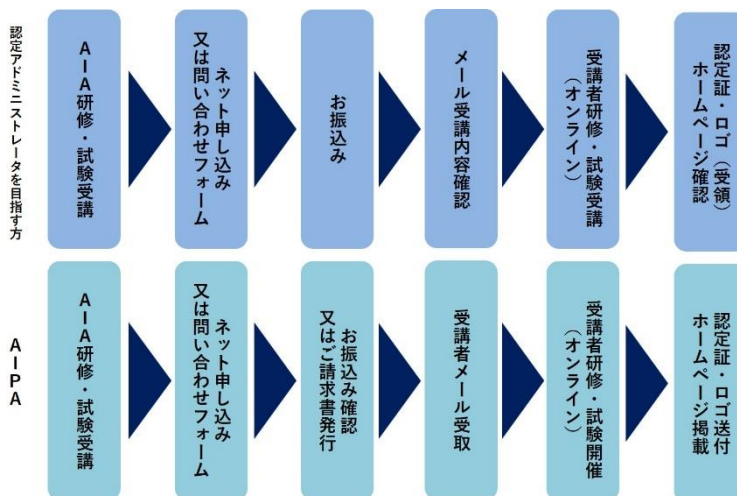 認定アドミニストレータを目指す方
AIA研修・試験受講
ネット申し込み
又は問い合わせフォーム
お振込み
メール受講内容確認
受講者研修・試験受講
（オンライン）
認定証・ロゴ（受領）
ホームページ確認
AIPA
AIA研修・試験受講
ネット申し込み
又は問い合わせフォーム
お振込み確認
又はご請求書発行
受講者メール受取
受講者研修・試験開催
（オンライン）
認定証・ロゴ送付
ホームページ掲載